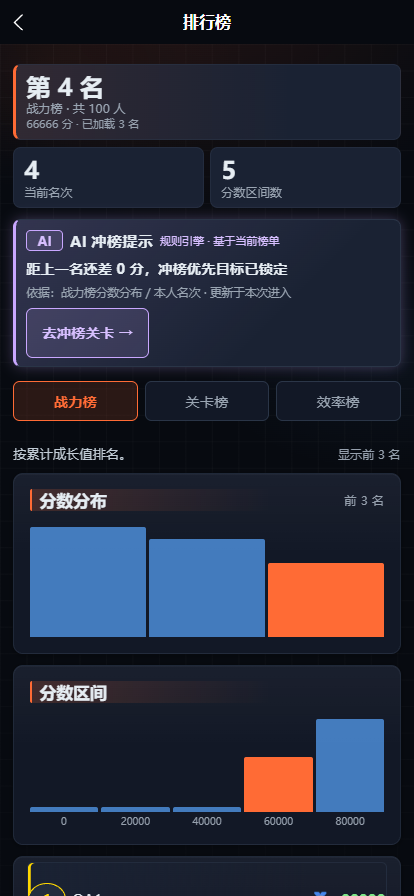 排行榜
第 4 名
战力榜 · 共 100 人
66666 分 · 已加载 3 名
4
当前名次
5
分数区间数
AI AI 冲榜提示 规则引擎 · 基于当前榜单
距上一名还差 0 分，冲榜优先目标已锁定
依据：战力榜分数分布 / 本人名次 · 更新于本次进入
去冲榜关卡 →
战力榜 关卡榜 效率榜
按累计成长值排名。 显示前 3 名
分数分布 前 3 名
分数区间
0 20000 40000 60000 80000